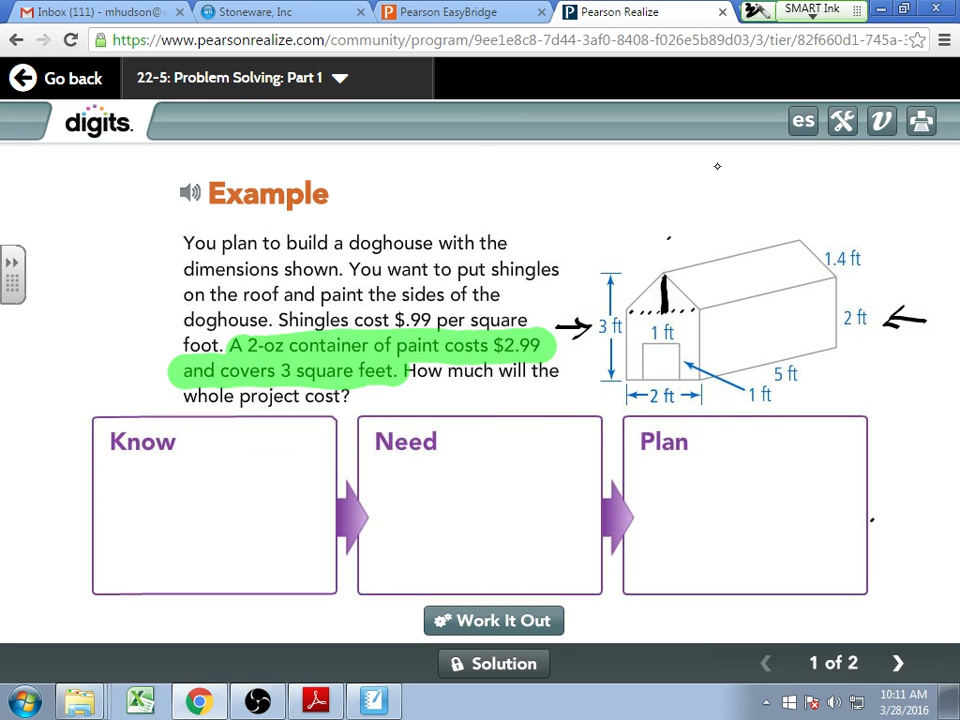 Inbox (111) - mhudson@
Stoneware, Inc
Pearson EasyBridge
Pearson Realize
SMART Ink
https://www.pearsonrealize.com/community/program/9ee1e8c8-7d44-3af0-8408-f026e5b89d03/3/tier/82f660d1-745a-
Go back
22-5: Problem Solving: Part 1
digits.
es
Example
You plan to build a doghouse with the
dimensions shown. You want to put shingles
on the roof and paint the sides of the
doghouse. Shingles cost $.99 per square
foot. A 2-oz container of paint costs $2.99
and covers 3 square feet. How much will the
whole project cost?
1.4 ft
3 ft
1 ft
2 ft
5 ft
2 ft
1 ft
Know
Need
Plan
Work It Out
Solution
1 of 2
10:11 AM
3/28/2016